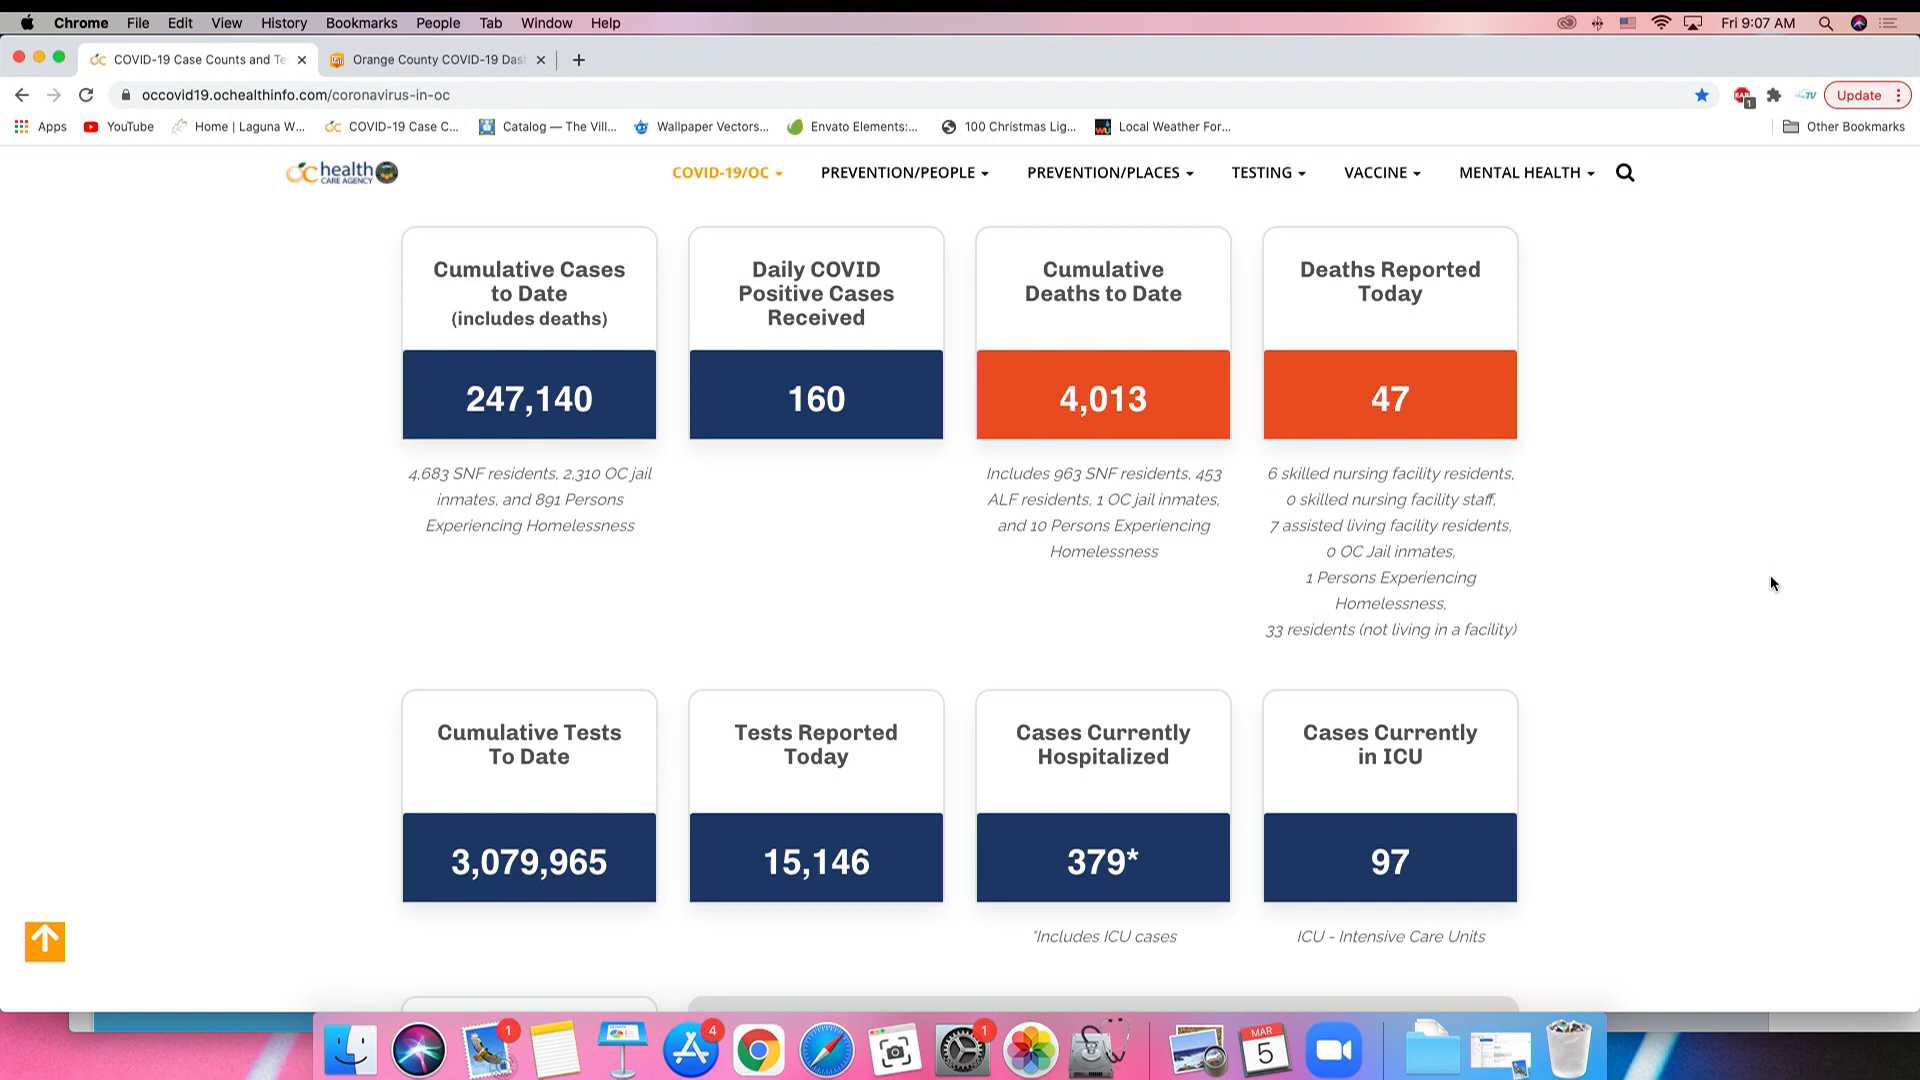 Chrome File Edit View History Bookmarks People Tab Window Help Fri 9:07 AM
COVID-19 Case Counts and Te
Orange County COVID-19 Das
occovid19.ochealthinfo.com/coronavirus-in-oc
Update
Apps YouTube Home | Laguna W... COVID-19 Case C... Catalog — The Vill... Wallpaper Vectors... Envato Elements:... 100 Christmas Lig... Local Weather For... Other Bookmarks
OC health
CARE AGENCY
COVID-19/OC PREVENTION/PEOPLE PREVENTION/PLACES TESTING VACCINE MENTAL HEALTH
Cumulative Cases
to Date
(includes deaths)
247,140
4,683 SNF residents, 2,310 OC jail
inmates, and 891 Persons
Experiencing Homelessness
Daily COVID
Positive Cases
Received
160
Cumulative
Deaths to Date
4,013
Includes 963 SNF residents, 453
ALF residents, 1 OC jail inmates,
and 10 Persons Experiencing
Homelessness
Deaths Reported
Today
47
6 skilled nursing facility residents,
0 skilled nursing facility staff,
7 assisted living facility residents,
0 OC Jail inmates,
1 Persons Experiencing
Homelessness,
33 residents (not living in a facility)
Cumulative Tests
To Date
3,079,965
Tests Reported
Today
15,146
Cases Currently
Hospitalized
379*
*Includes ICU cases
Cases Currently
in ICU
97
ICU - Intensive Care Units
1
4
1
MAR
5